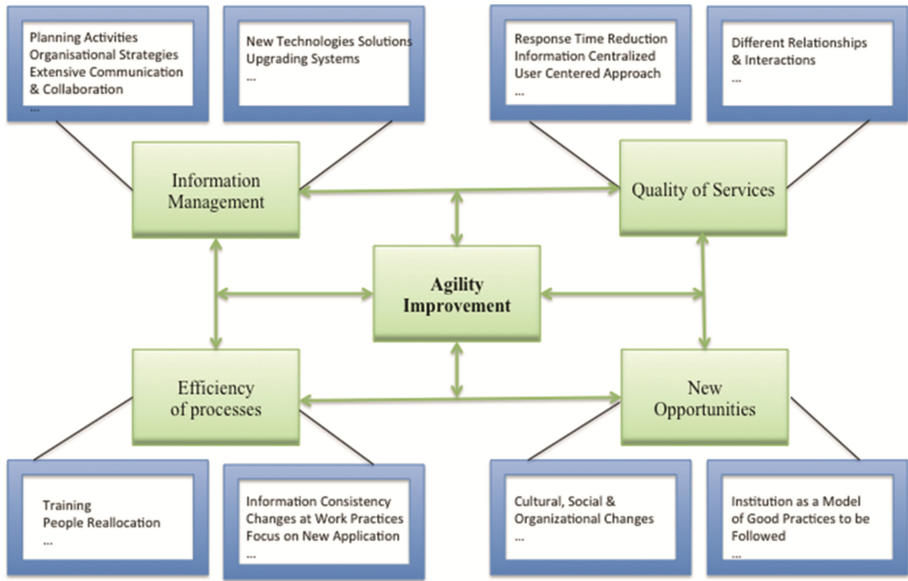 Planning Activities
Organisational Strategies
Extensive Communication
& Collaboration
...
New Technologies Solutions
Upgrading Systems
...
Response Time Reduction
Information Centralized
User Centered Approach
...
Different Relationships
& Interactions
...
Information
Management
Quality of Services
Agility
Improvement
Efficiency
of processes
New
Opportunities
Training
People Reallocation
...
Information Consistency
Changes at Work Practices
Focus on New Application
...
Cultural, Social &
Organizational Changes
...
Institution as a Model
of Good Practices to be
Followed
...